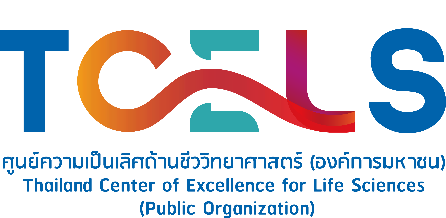 TCELS
ศูนย์ความเป็นเลิศด้านชีววิทยาศาสตร์ (องค์การมหาชน)
Thailand Center of Excellence for Life Sciences
(Public Organization)